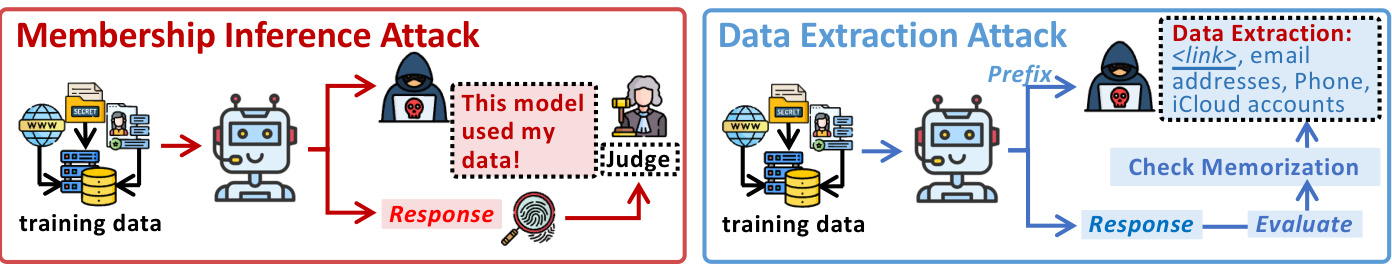 Membership Inference Attack
WWW
SECRET
training data
This model
used my
data!
Judge
Response
Data Extraction Attack
WWW
SECRET
training data
Prefix
Data Extraction:
<link>, email
addresses, Phone,
iCloud accounts
Check Memorization
Response
Evaluate